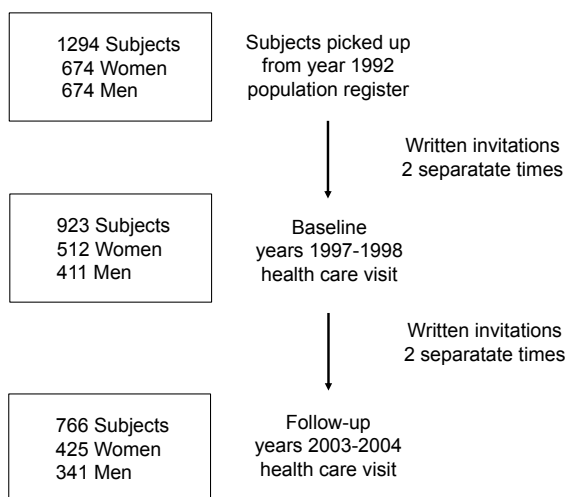 1294 Subjects
674 Women
674 Men
Subjects picked up
from year 1992
population register
Written invitations
2 separatate times
923 Subjects
512 Women
411 Men
Baseline
years 1997-1998
health care visit
Written invitations
2 separatate times
766 Subjects
425 Women
341 Men
Follow-up
years 2003-2004
health care visit